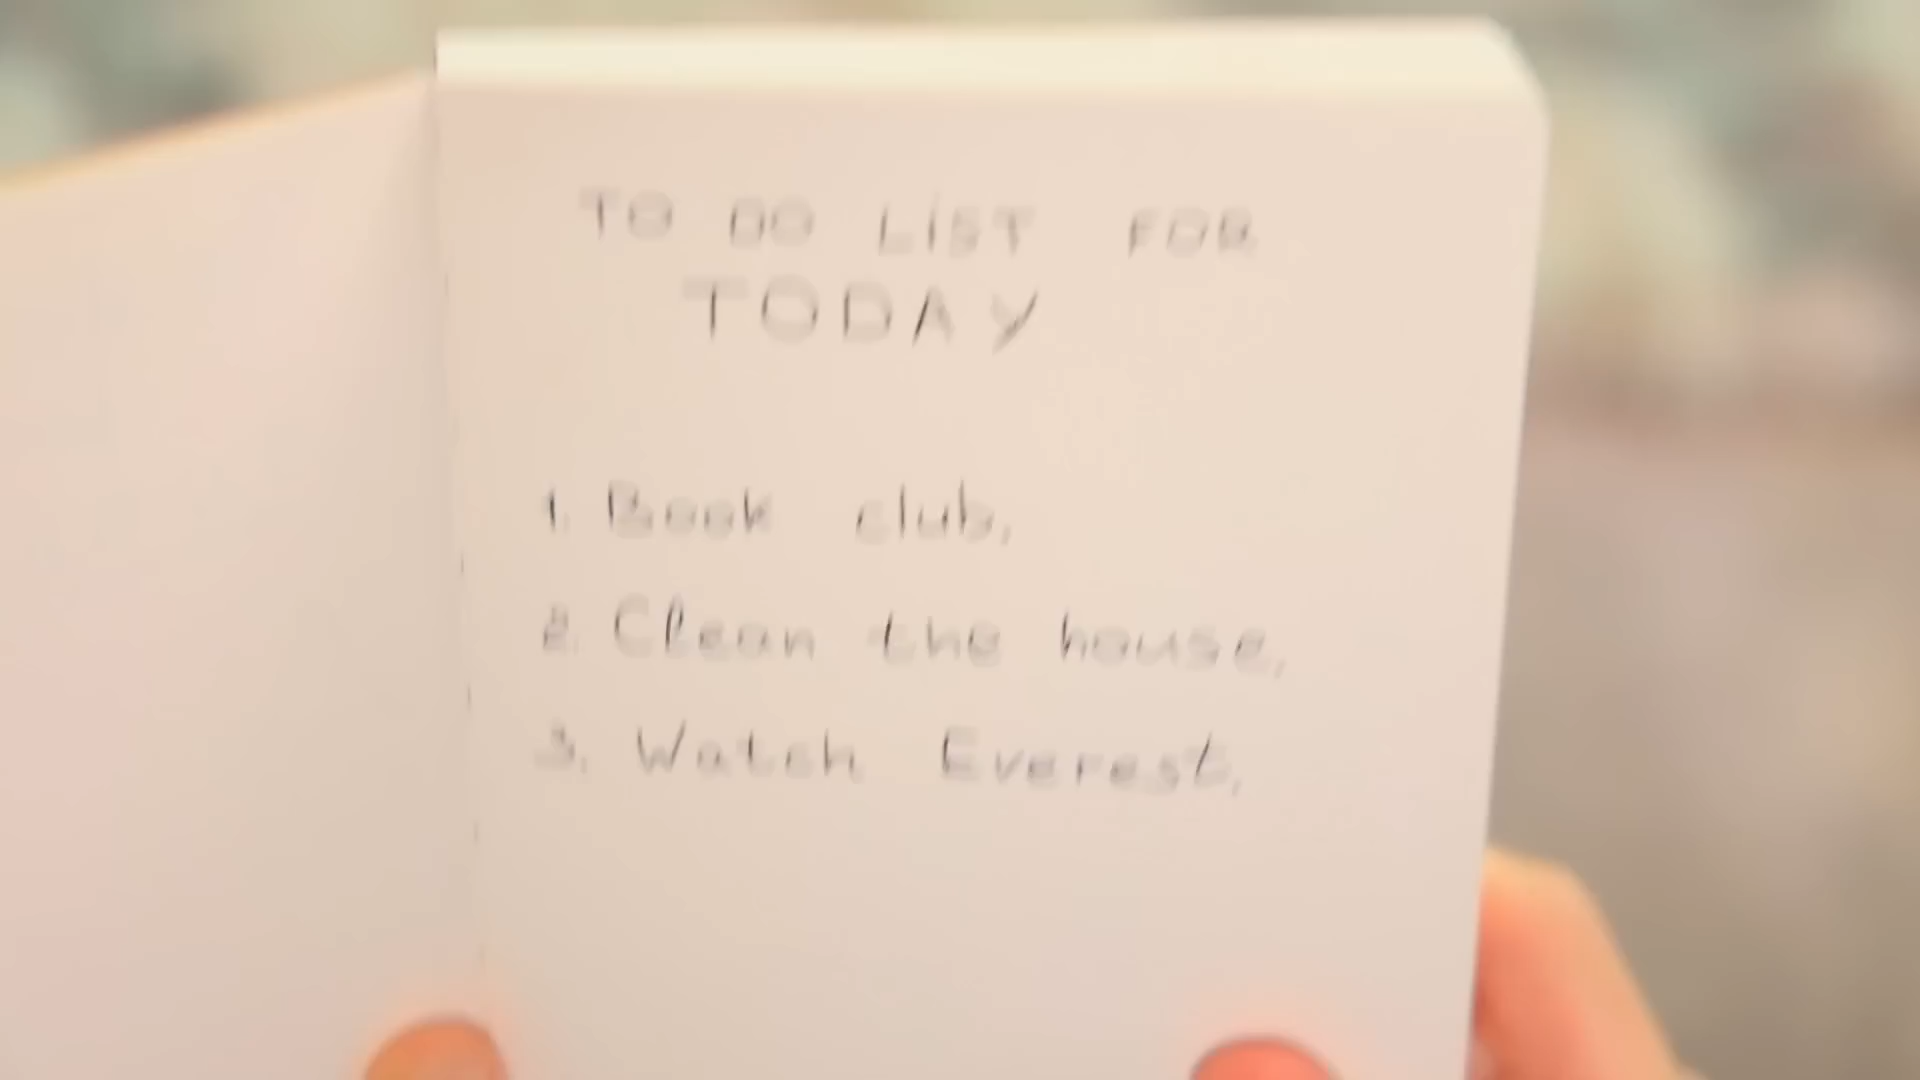 TO DO LIST FOR
TODAY
1. Book club.
2. Clean the house.
3. Watch Everest.